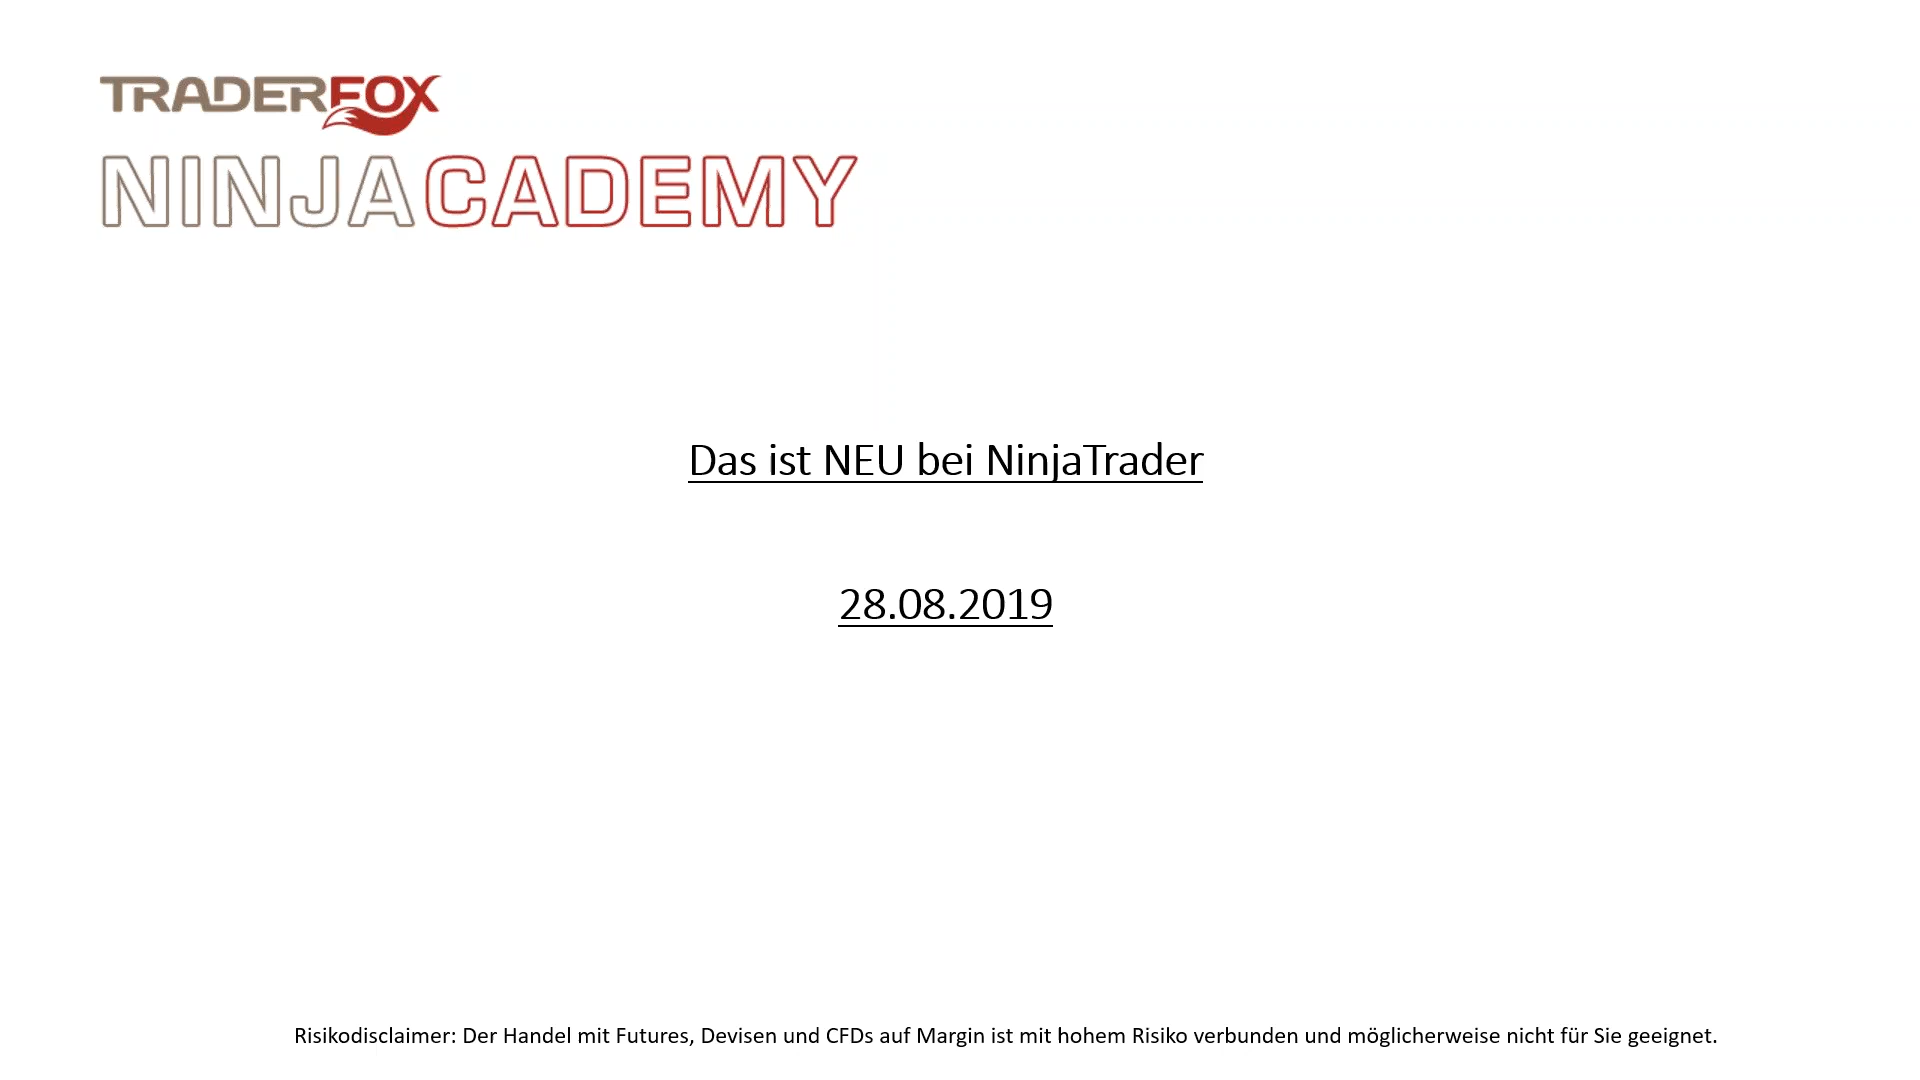 TRADERFOX
NINJACADEMY
Das ist NEU bei NinjaTrader
28.08.2019
Risikodisclaimer: Der Handel mit Futures, Devisen und CFDs auf Margin ist mit hohem Risiko verbunden und möglicherweise nicht für Sie geeignet.